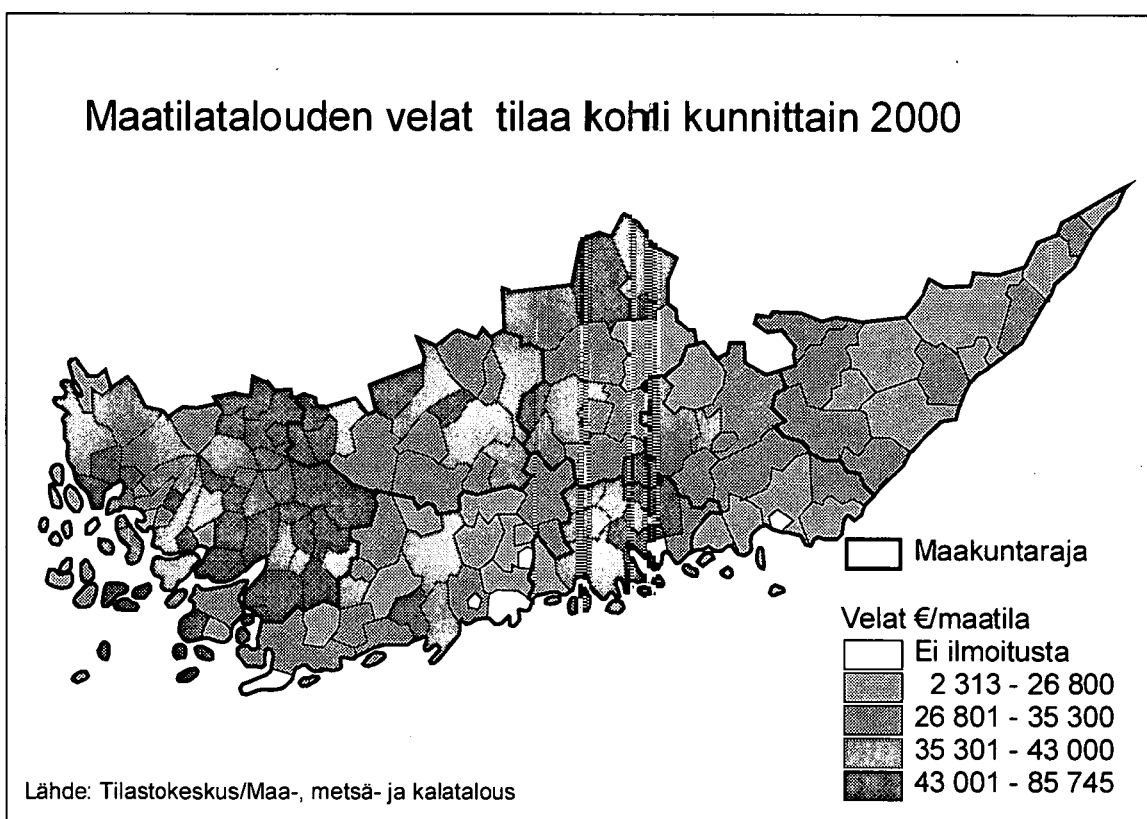 Maatilatalouden velat tilaa kohti kunnittain 2000
Maakuntaraja
Velat €/maatila
Ei ilmoitusta
2 313 - 26 800
26 801 - 35 300
35 301 - 43 000
43 001 - 85 745
Lähde: Tilastokeskus/Maa-, metsä- ja kalatalous